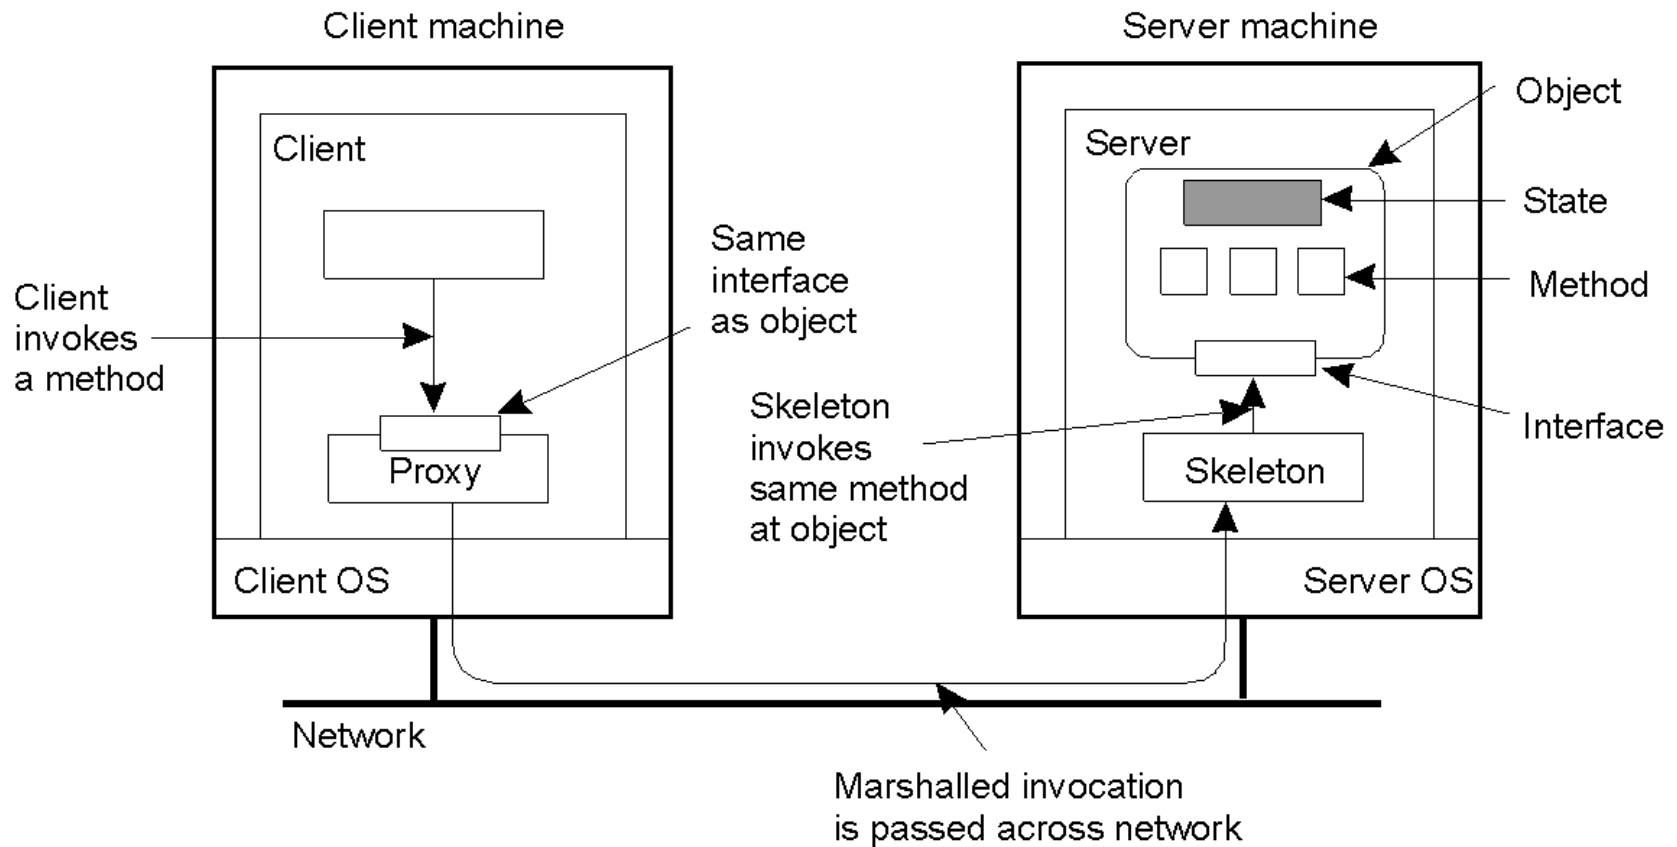 Client machine
Server machine
Object
Client
Server
State
Same
interface
as object
Method
Client
invokes
a method
Skeleton
invokes
same method
at object
Interface
Proxy
Skeleton
Client OS
Server OS
Network
Marshalled invocation
is passed across network